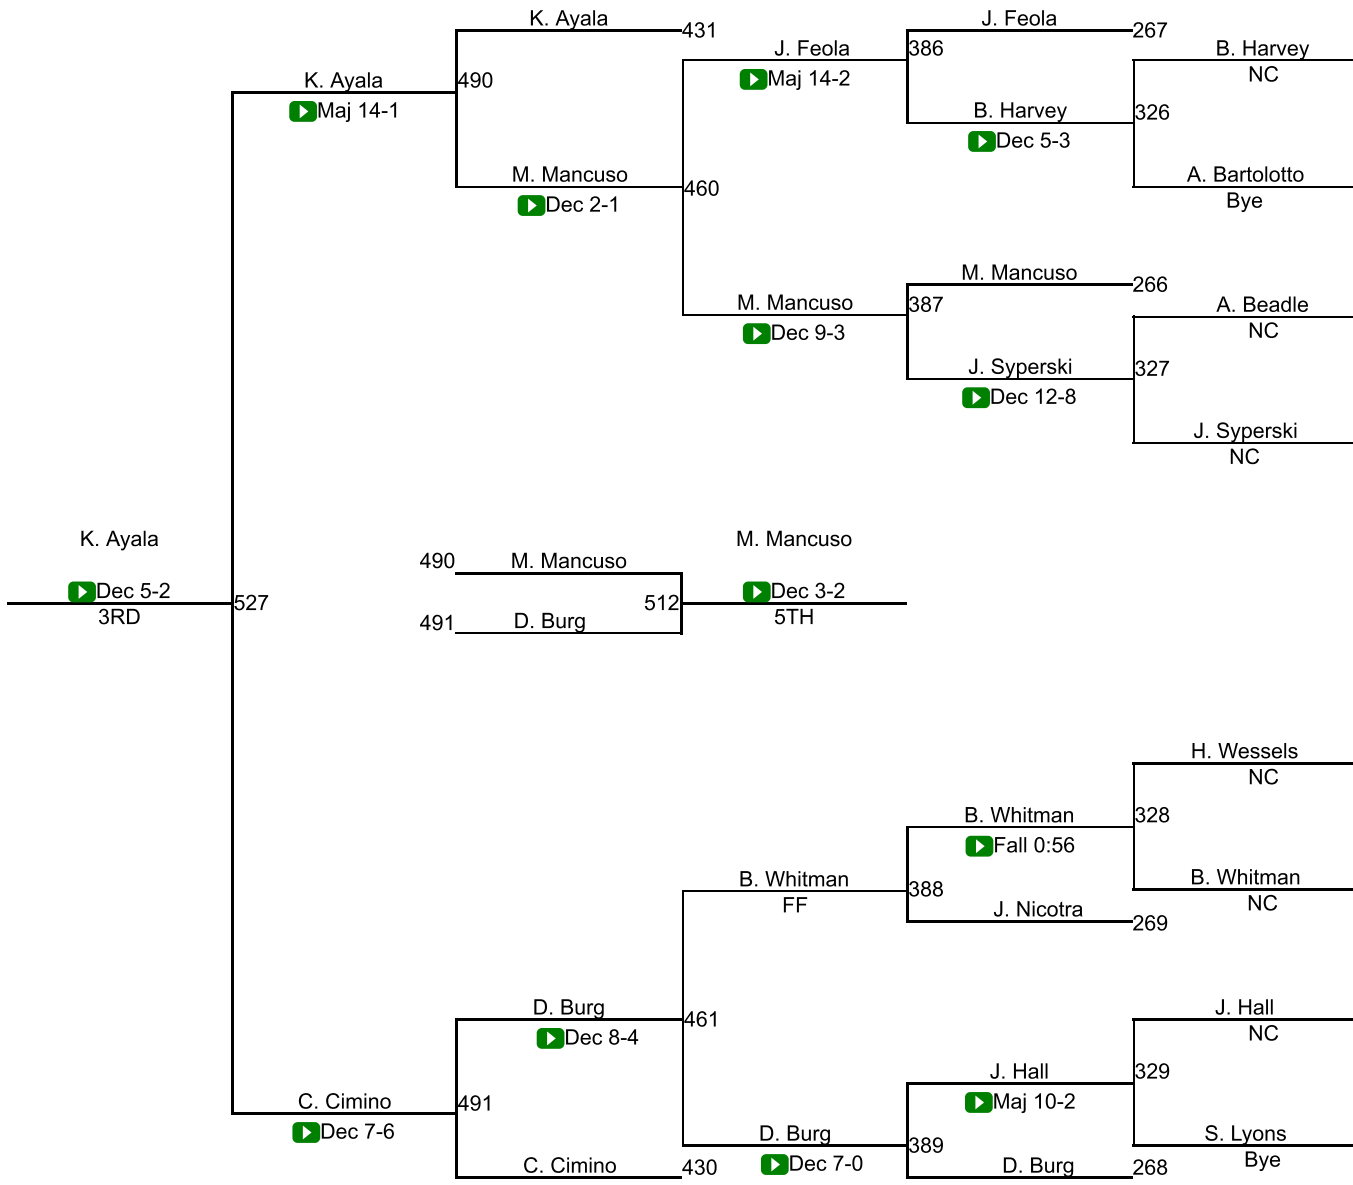 K. Ayala
431
J. Feola
267
J. Feola
Maj 14-2
386
B. Harvey
NC
K. Ayala
Maj 14-1
490
B. Harvey
Dec 5-3
326
M. Mancuso
Dec 2-1
460
A. Bartolotto
Bye
M. Mancuso
266
M. Mancuso
Dec 9-3
387
A. Beadle
NC
J. Syperski
Dec 12-8
327
J. Syperski
NC
K. Ayala
Dec 5-2
3RD
527
490
M. Mancuso
491
D. Burg
512
M. Mancuso
Dec 3-2
5TH
H. Wessels
NC
B. Whitman
Fall 0:56
328
B. Whitman
FF
388
B. Whitman
NC
J. Nicotra
269
D. Burg
Dec 8-4
461
J. Hall
NC
J. Hall
Maj 10-2
329
C. Cimino
Dec 7-6
491
D. Burg
Dec 7-0
389
S. Lyons
Bye
C. Cimino
430
D. Burg
268